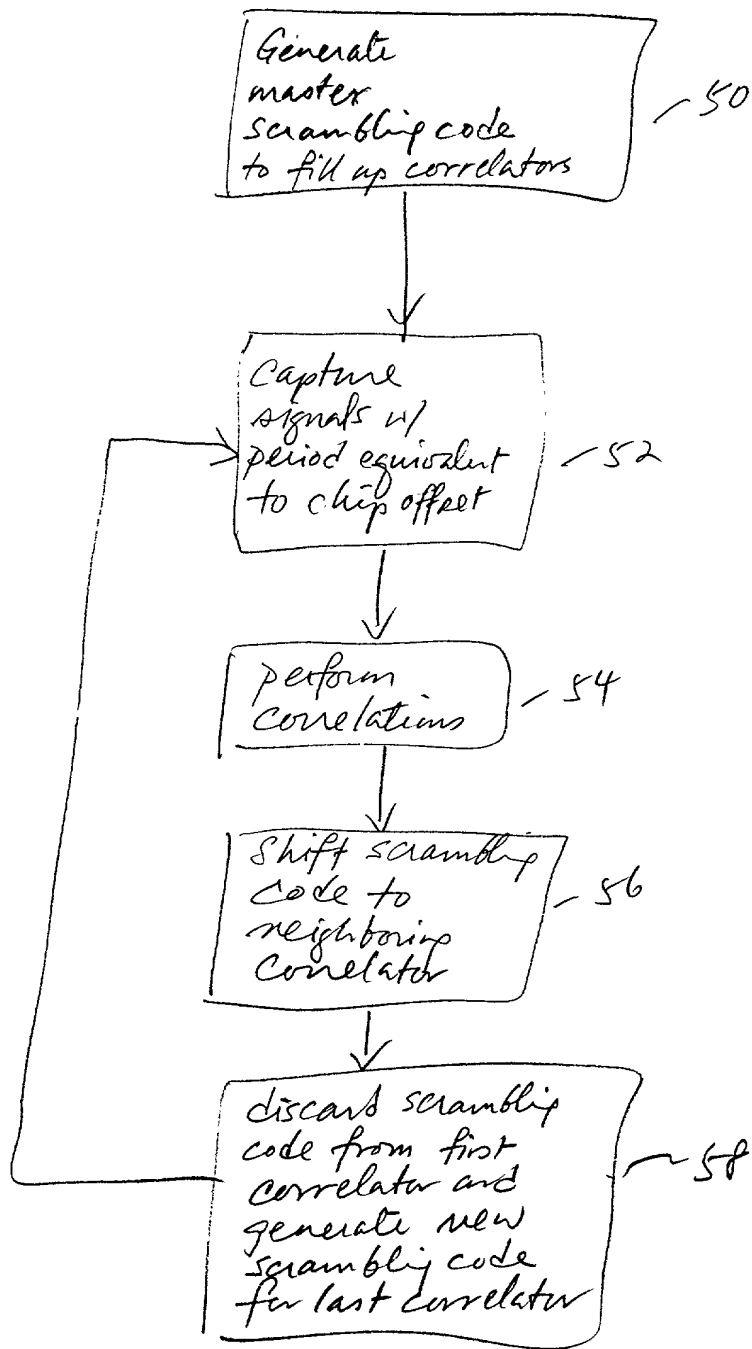 Generate
master
scrambling code
to fill up correlators
50
Capture
signals w/
period equivalent
to chip offset
52
perform
correlations
54
Shift scrambling
code to
neighboring
correlator
56
discard scrambling
code from first
correlator and
generate new
scrambling code
for last correlator
58